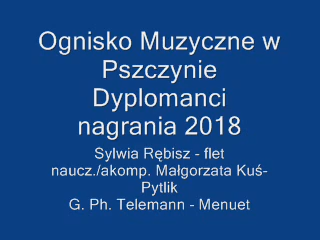 Ognisko Muzyczne w
Pszczynie
Dyplomanci
nagrania 2018
Sylwia Rębisz - flet
naucz./akomp. Małgorzata Kuś-
Pytlik
G. Ph. Telemann - Menuet